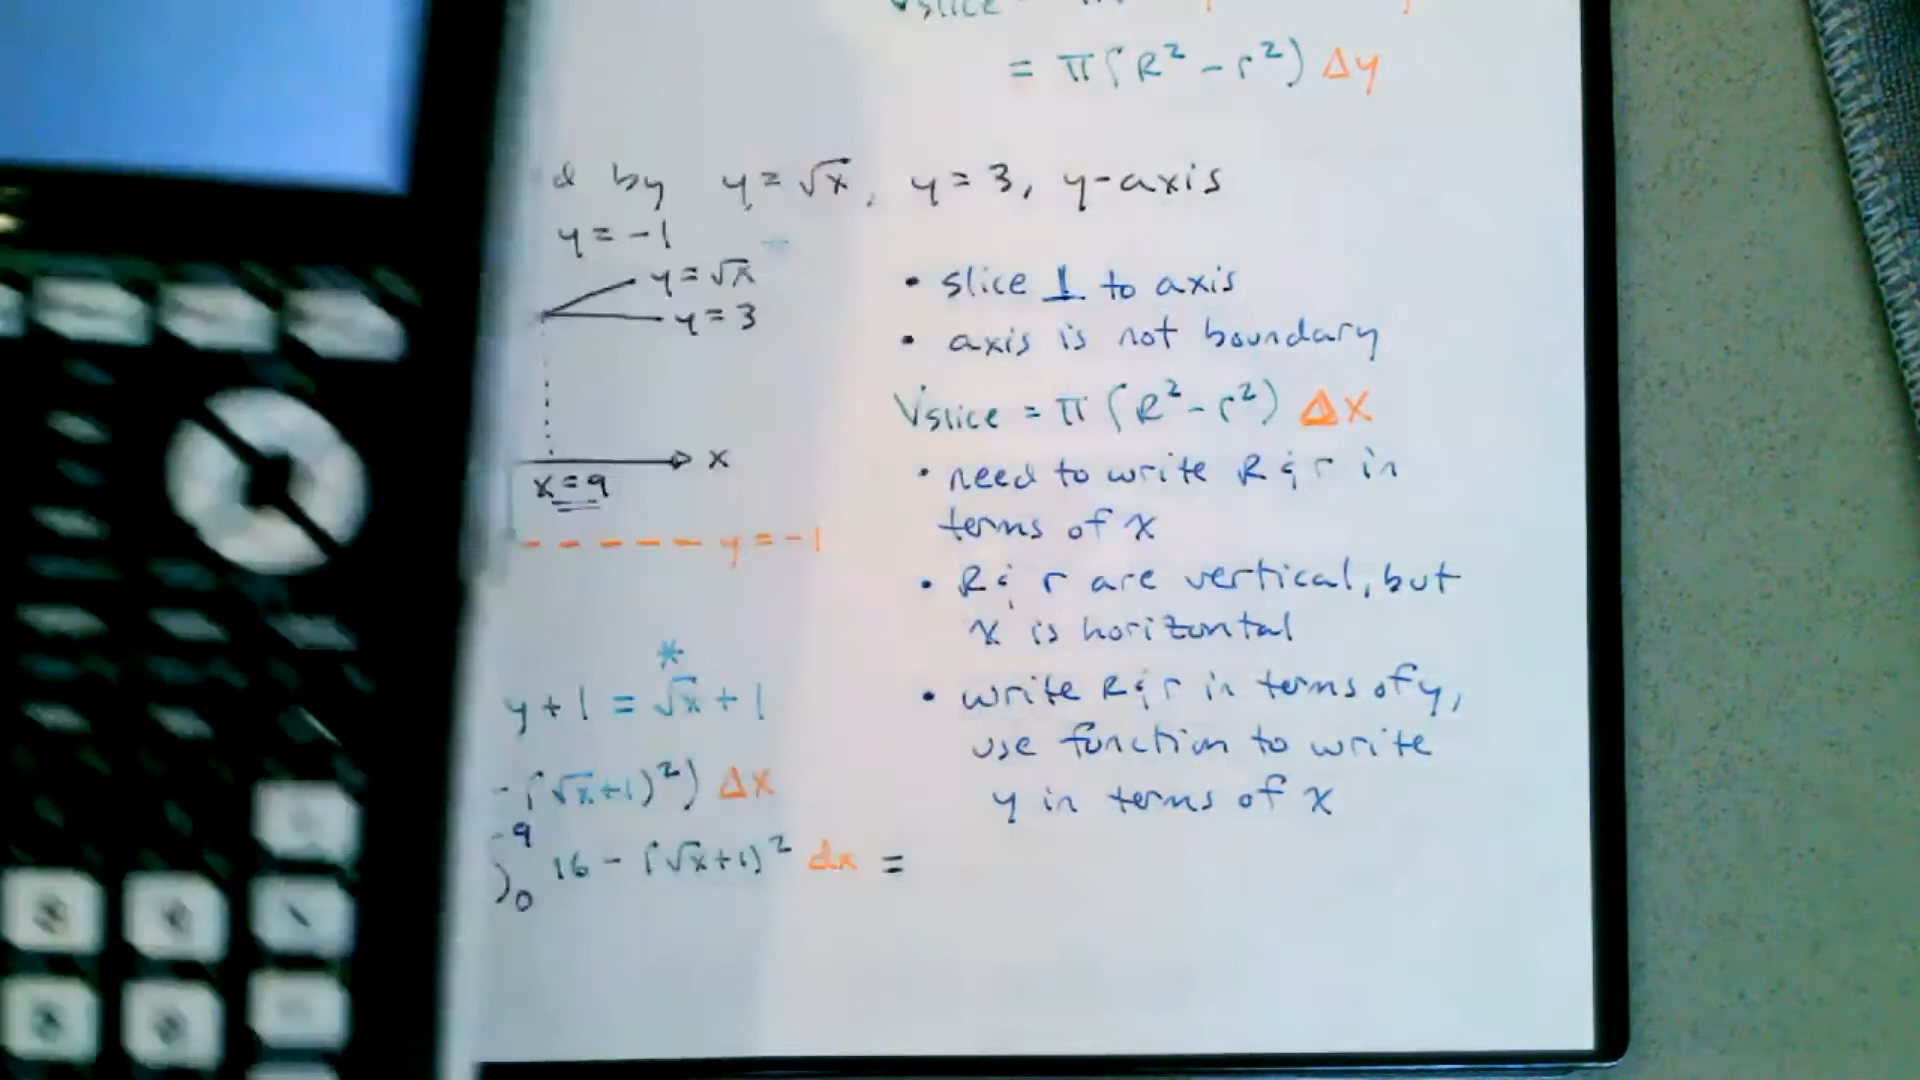 Vslice
= π(R² - r²) Δy
d by y = √x, y = 3, y-axis
y = -1
y = √x
y = 3
x
x = 9
y = -1
• slice ⊥ to axis
• axis is not boundary
Vslice = π (R² - r²) Δx
• need to write R & r in
terms of x
• R & r are vertical, but
x is horizontal
• write R & r in terms of y,
use function to write
y in terms of x
*
y + 1 = √x + 1
- (√x + 1)²) Δx
∫₀⁹ 16 - (√x + 1)² dx =